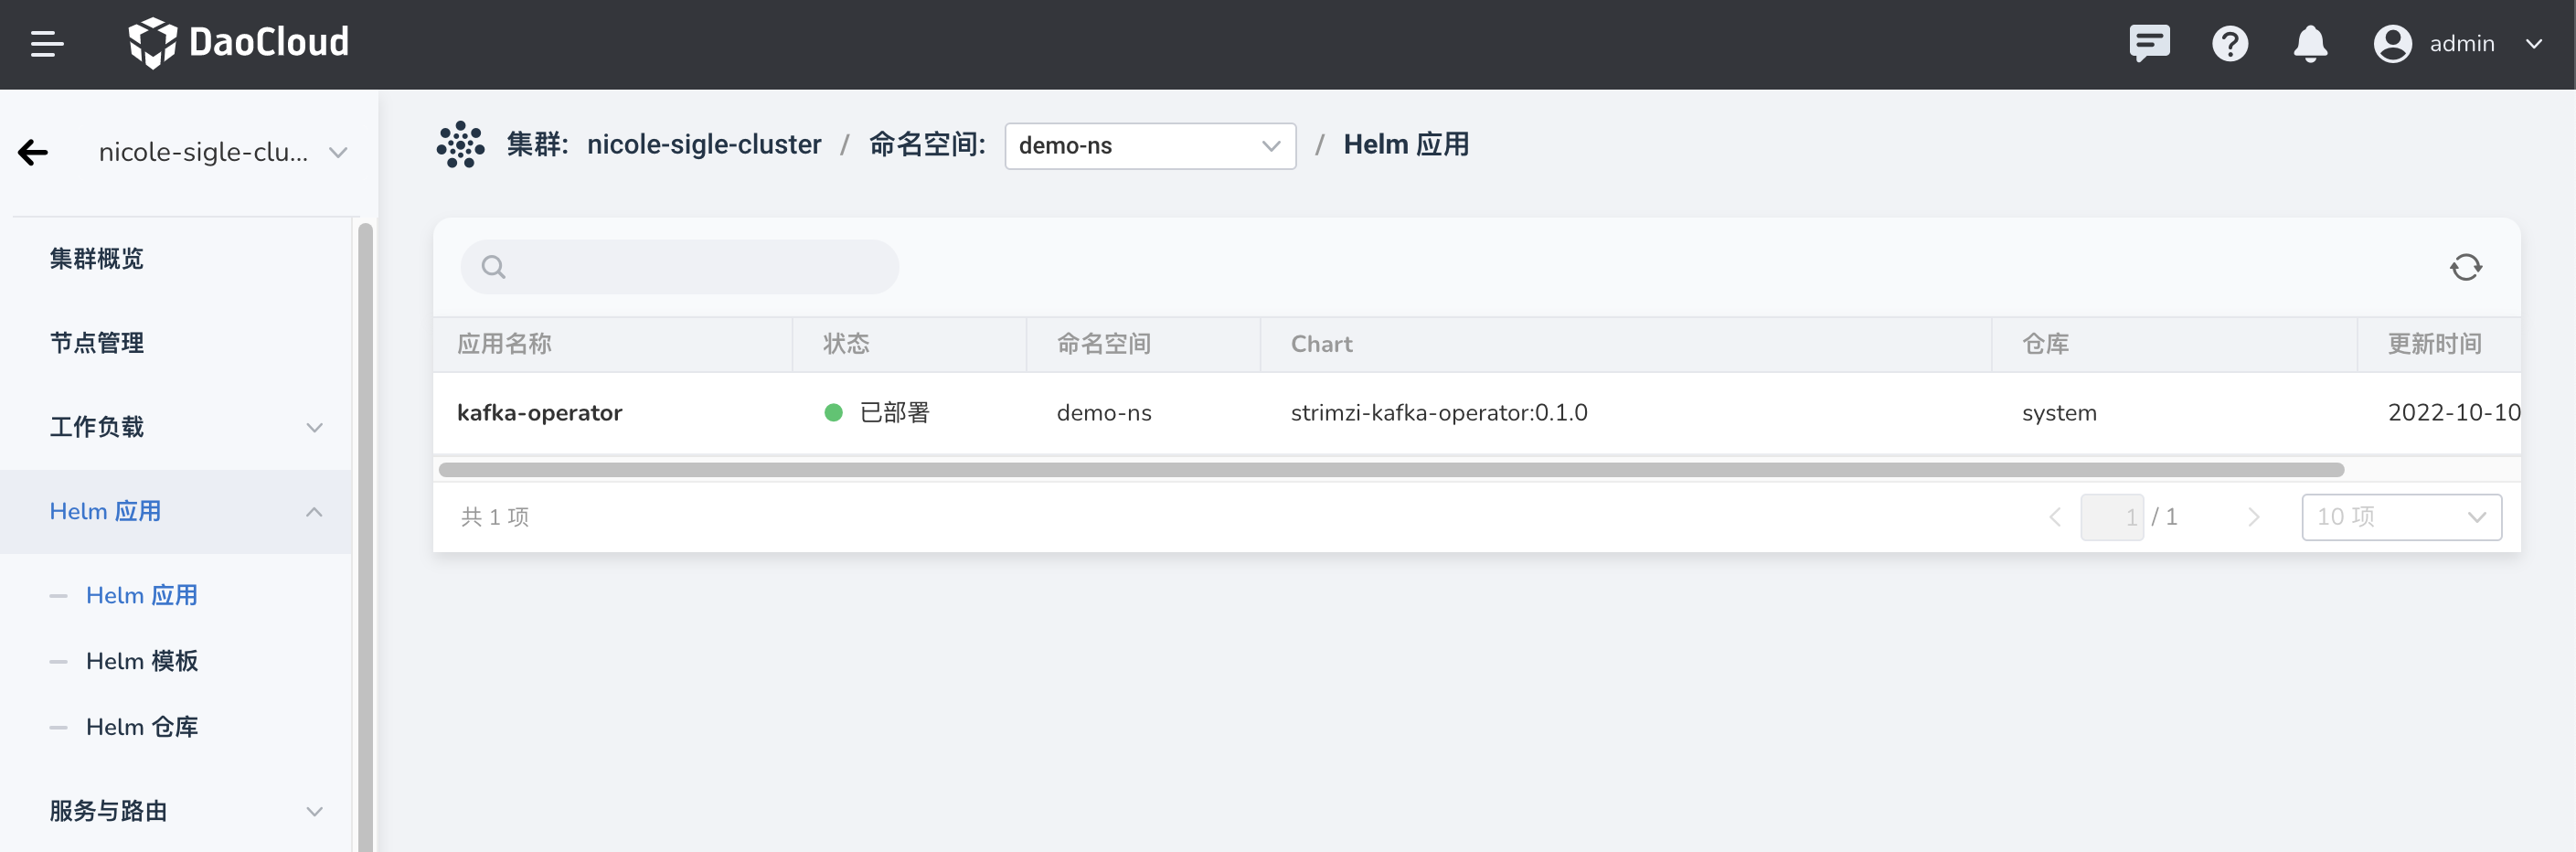 DaoCloud
admin
nicole-sigle-clu...
集群: nicole-sigle-cluster / 命名空间: demo-ns / Helm 应用
集群概览
节点管理
工作负载
Helm 应用
Helm 应用
Helm 模板
Helm 仓库
服务与路由
应用名称 状态 命名空间 Chart 仓库 更新时间
kafka-operator 已部署 demo-ns strimzi-kafka-operator:0.1.0 system 2022-10-10
共 1 项
1 / 1
10 项